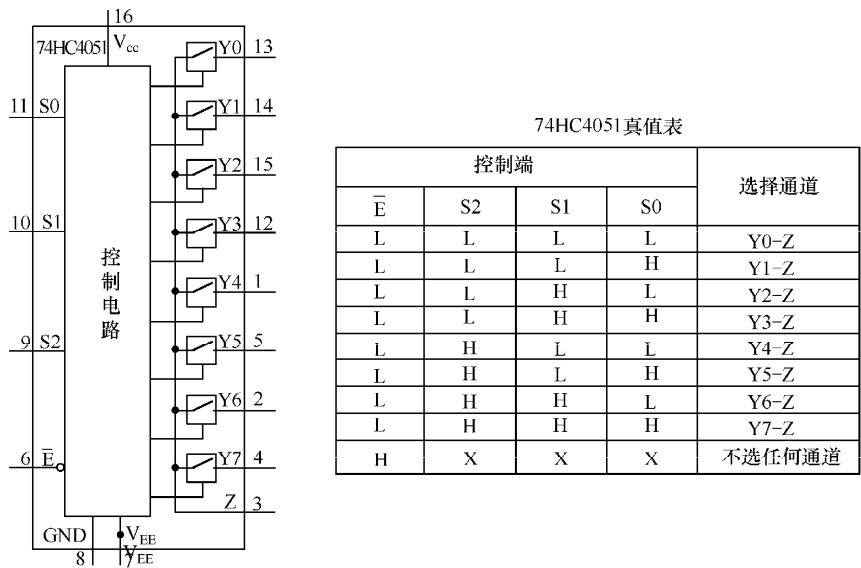 16
74HC4051 Vcc
Y0 13
11 S0
Y1 14
Y2 15
10 S1
Y3 12
控制电路
Y4 1
9 S2
Y5 5
Y6 2
6 E̅
Y7 4
Z 3
GND VEE
8 7 VEE
74HC4051真值表
控制端 选择通道
E̅ S2 S1 S0
L L L L Y0-Z
L L L H Y1-Z
L L H L Y2-Z
L L H H Y3-Z
L H L L Y4-Z
L H L H Y5-Z
L H H L Y6-Z
L H H H Y7-Z
H X X X 不选任何通道